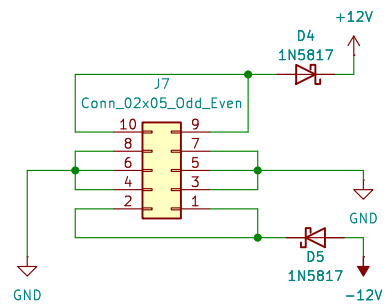 +12V
D4
1N5817
J7
Conn_02x05_Odd_Even
10 9
8 7
6 5
4 3
2 1
GND
D5
1N5817
GND
-12V